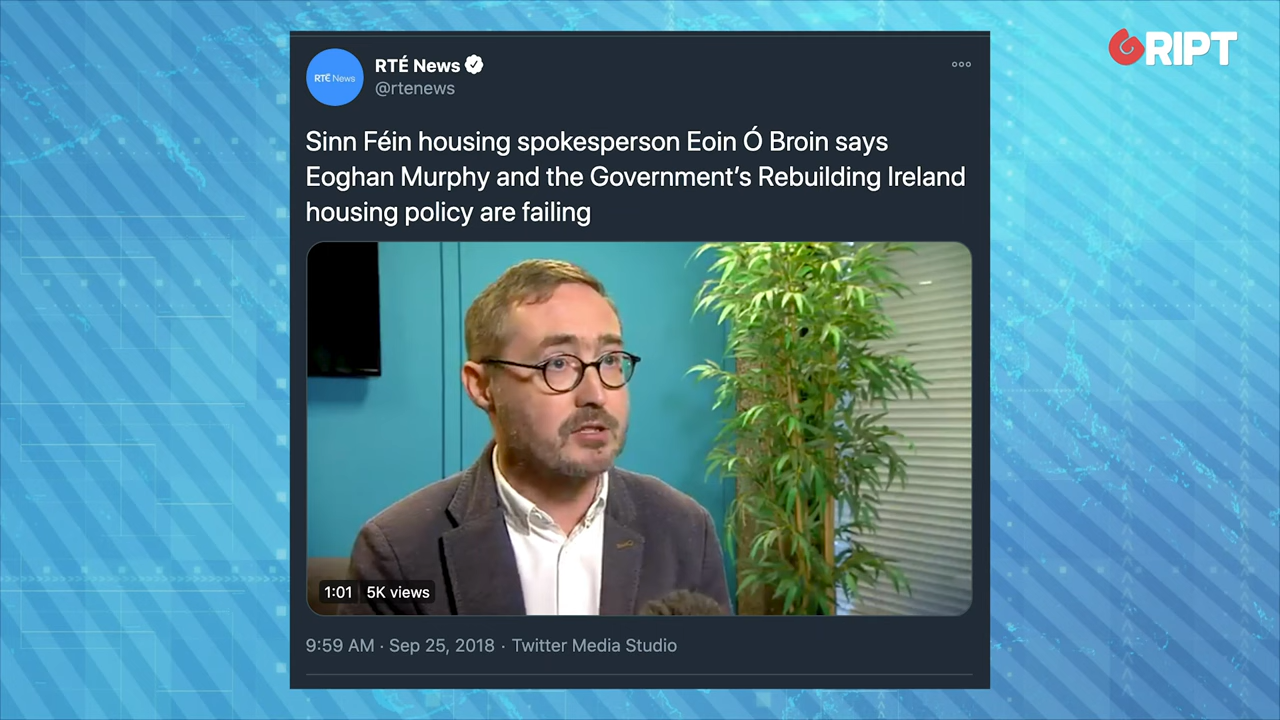 GRIPT
RTÉ News
RTÉ News
@rtenews
Sinn Féin housing spokesperson Eoin Ó Broin says
Eoghan Murphy and the Government's Rebuilding Ireland
housing policy are failing
1:01 5K views
9:59 AM · Sep 25, 2018 · Twitter Media Studio